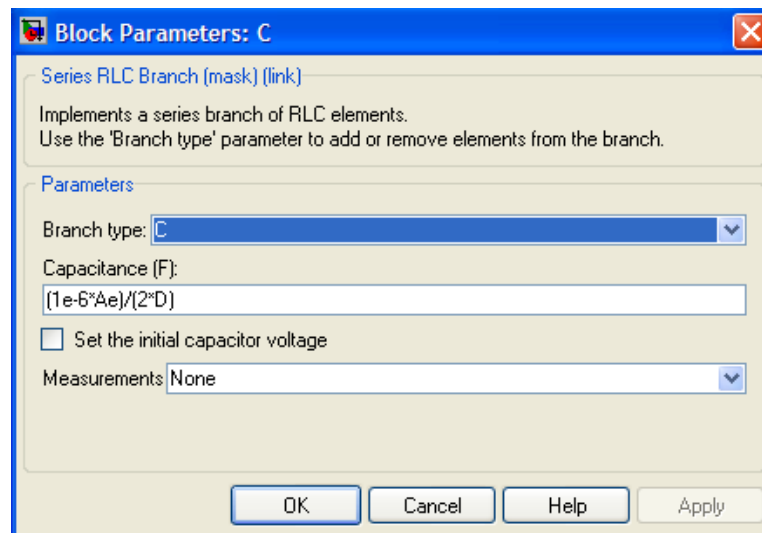 Block Parameters: C
Series RLC Branch (mask) (link)
Implements a series branch of RLC elements.
Use the 'Branch type' parameter to add or remove elements from the branch.
Parameters
Branch type: C
Capacitance (F):
(1e-6*Ae)/(2*D)
Set the initial capacitor voltage
Measurements None
OK Cancel Help Apply